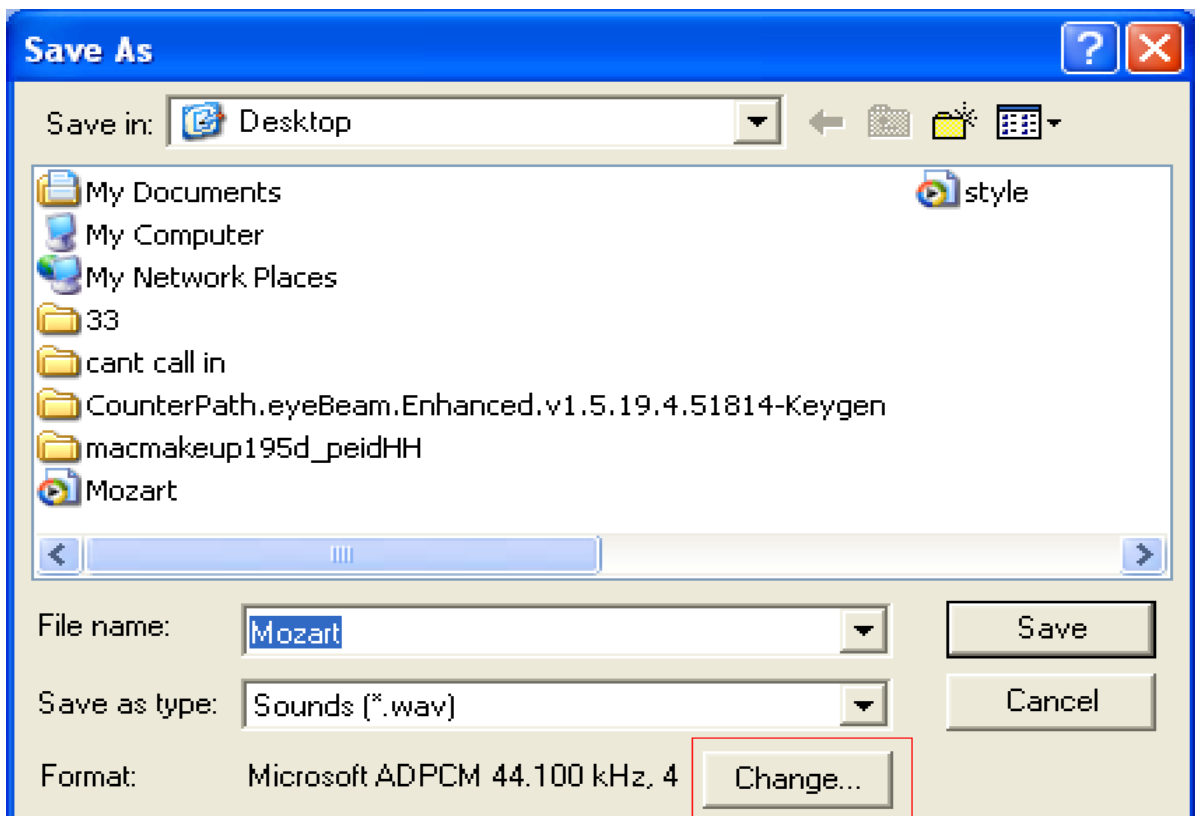 Save As
Save in: Desktop
My Documents
style
My Computer
My Network Places
33
cant call in
CounterPath.eyeBeam.Enhanced.v1.5.19.4.51814-Keygen
macmakeup195d_peidHH
Mozart
File name: Mozart Save
Save as type: Sounds (*.wav) Cancel
Format: Microsoft ADPCM 44.100 kHz, 4 Change...